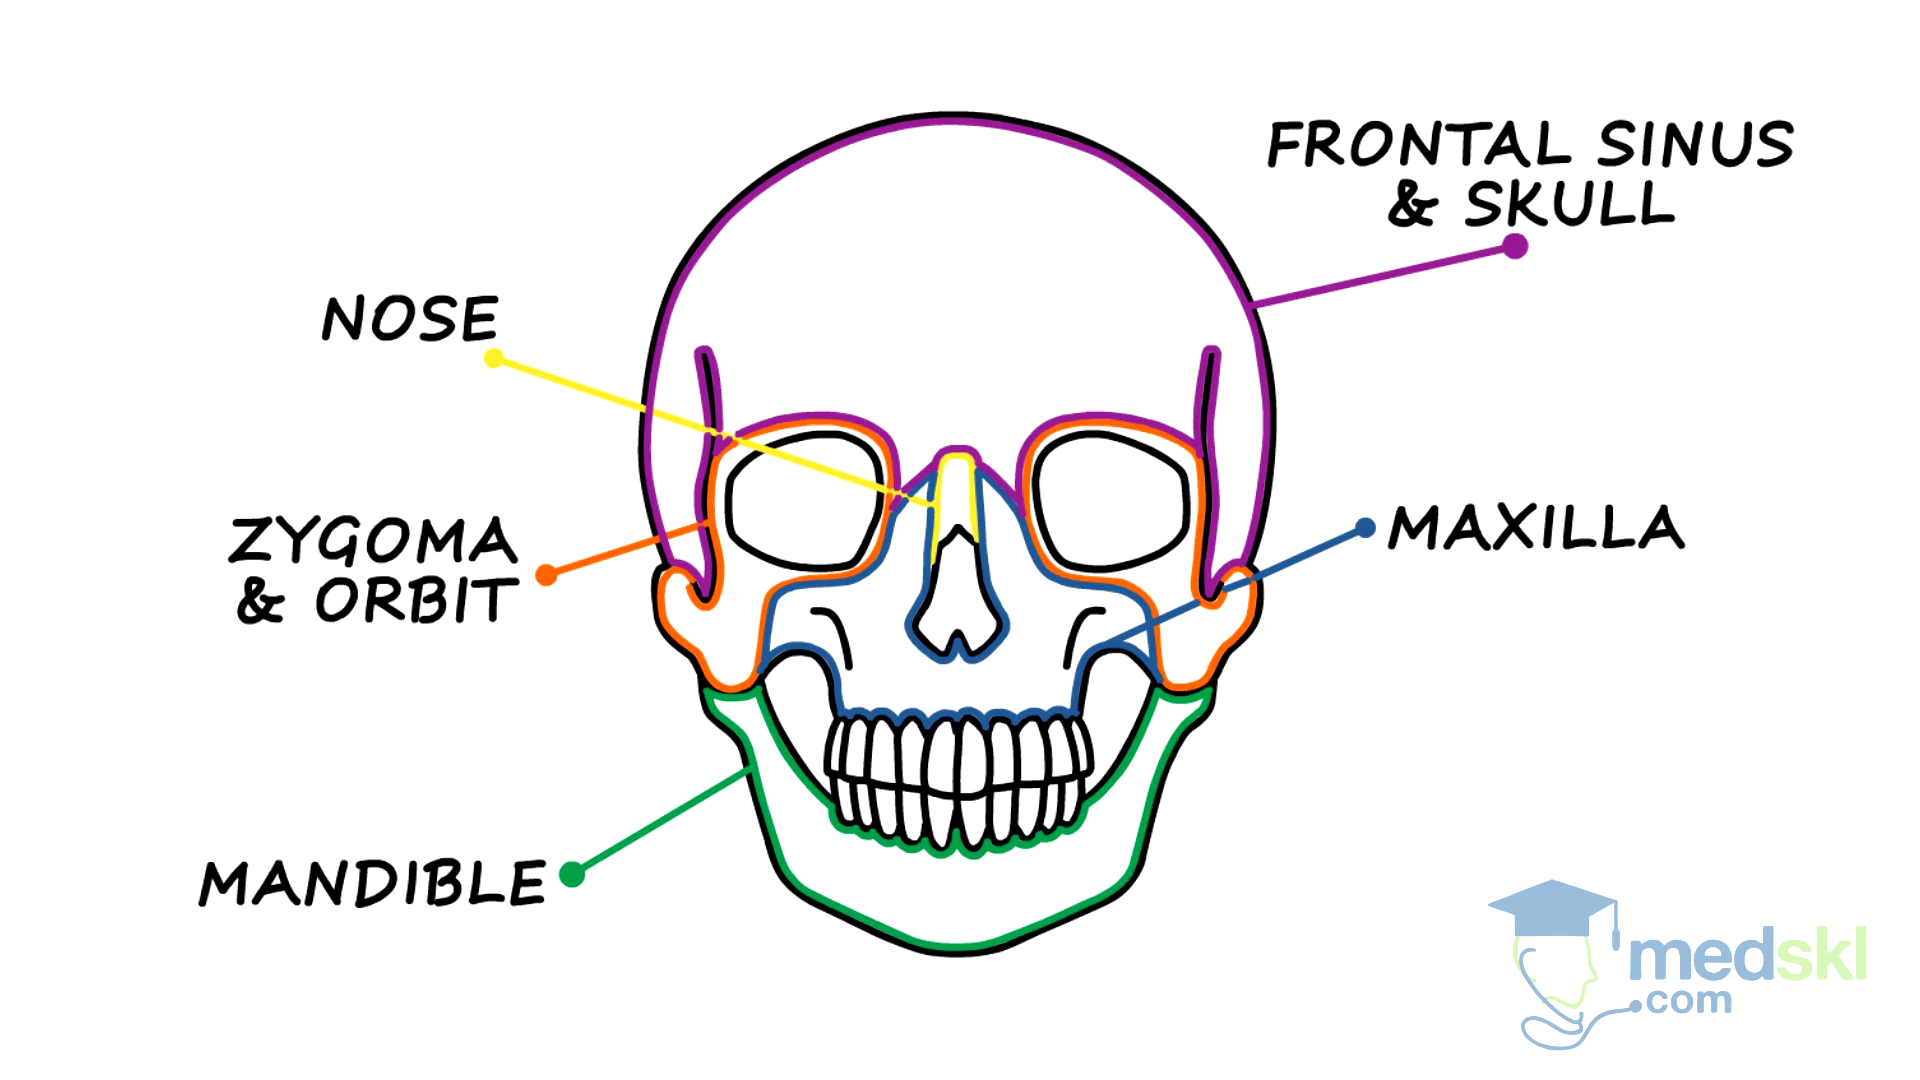 FRONTAL SINUS
& SKULL
NOSE
ZYGOMA
& ORBIT
MAXILLA
MANDIBLE
medskl
.com